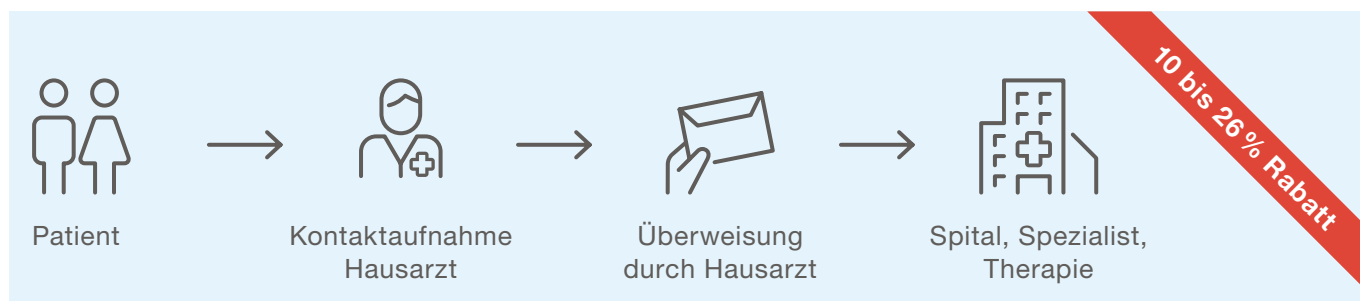 10 bis 26 % Rabatt
Patient
Kontaktaufnahme
Hausarzt
Überweisung
durch Hausarzt
Spital, Spezialist,
Therapie